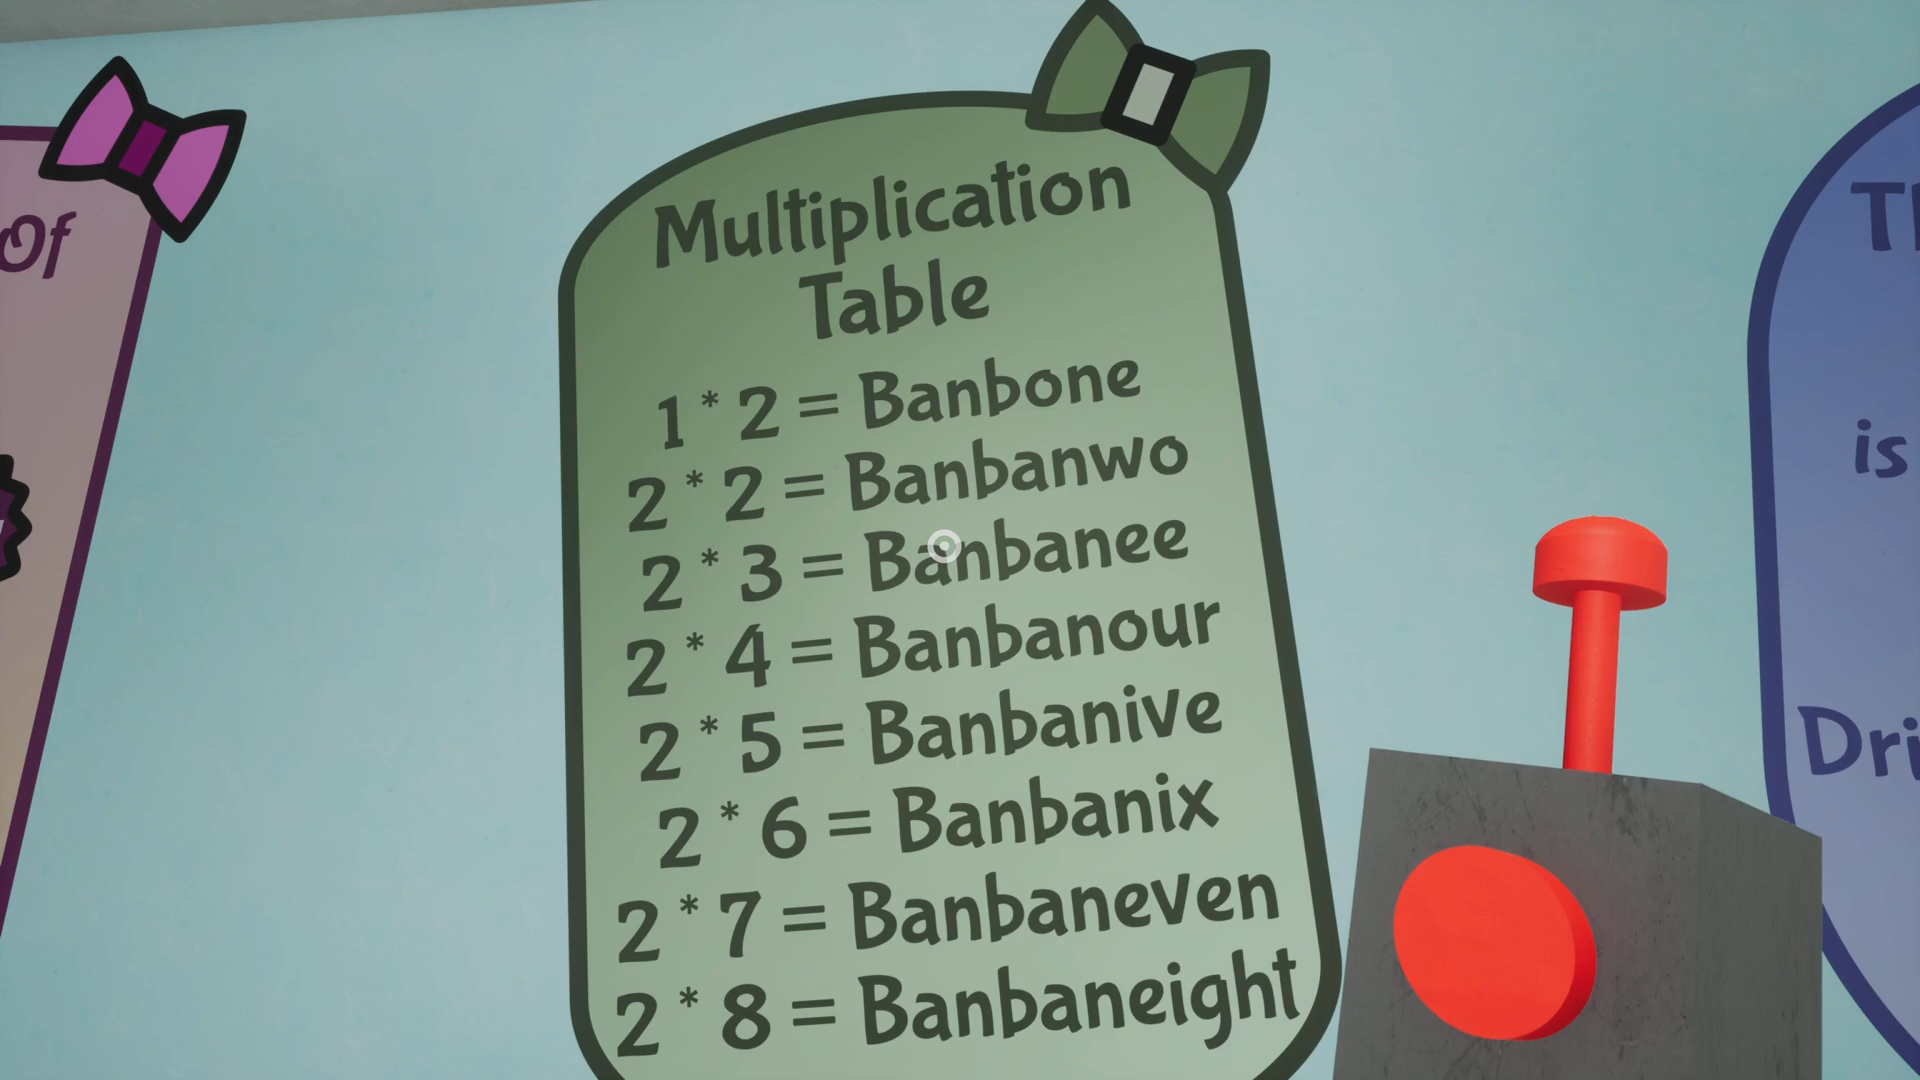 Of
Multiplication
Table
1 * 2 = Banbone
2 * 2 = Banbanwo
2 * 3 = Banbanee
2 * 4 = Banbanour
2 * 5 = Banbanive
2 * 6 = Banbanix
2 * 7 = Banbaneven
2 * 8 = Banbaneight
is